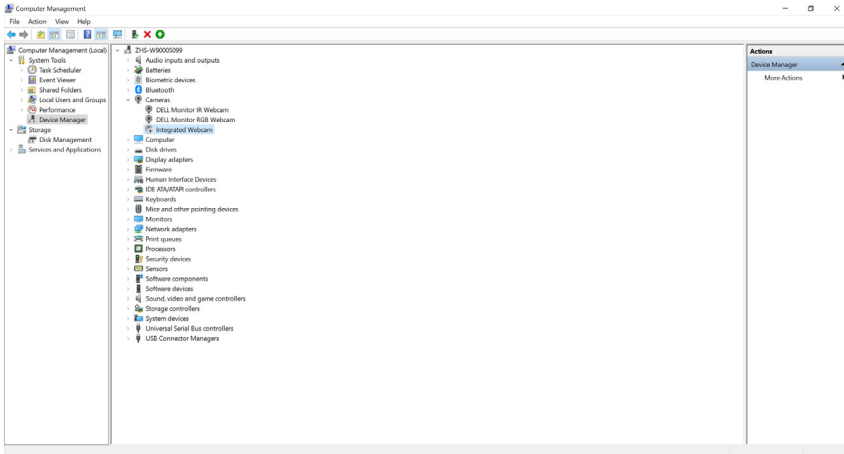 Computer Management
File Action View Help
Computer Management (Local)
System Tools
Task Scheduler
Event Viewer
Shared Folders
Local Users and Groups
Performance
Device Manager
Storage
Disk Management
Services and Applications
ZHS-W90005099
Audio inputs and outputs
Batteries
Biometric devices
Bluetooth
Cameras
DELL Monitor IR Webcam
DELL Monitor RGB Webcam
Integrated Webcam
Computer
Disk drives
Display adapters
Firmware
Human Interface Devices
IDE ATA/ATAPI controllers
Keyboards
Mice and other pointing devices
Monitors
Network adapters
Print queues
Processors
Security devices
Sensors
Software components
Software devices
Sound, video and game controllers
Storage controllers
System devices
Universal Serial Bus controllers
USB Connector Managers
Actions
Device Manager
More Actions